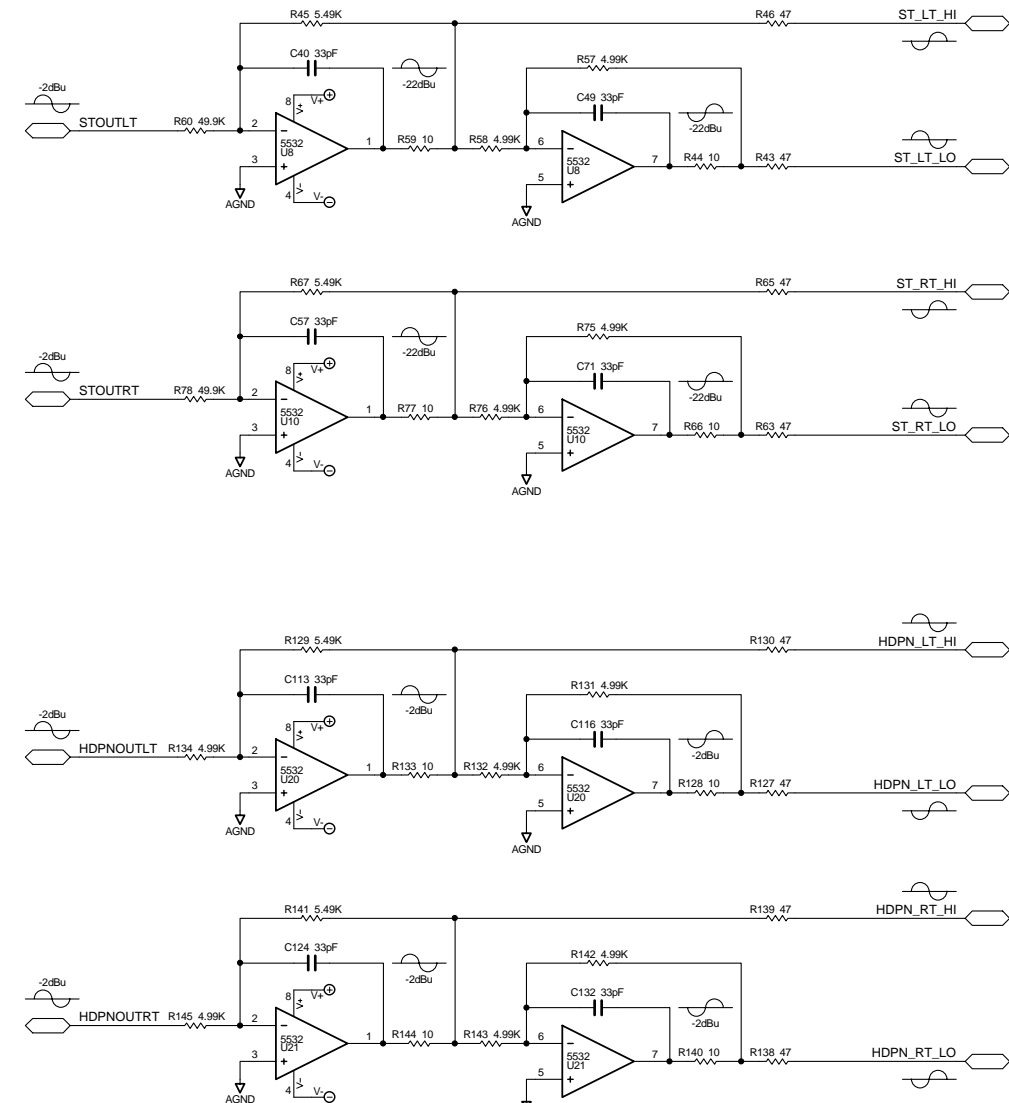 R45 5.49K
R46 47
ST_LT_HI
C40 33pF
R57 4.99K
-2dBu
-22dBu
8
V+
V+
C49 33pF
-22dBu
STOUTLT
R60 49.9K
2
5532
U8
1
R59 10
R58 4.99K
6
5532
U8
7
R44 10
R43 47
ST_LT_LO
3
5
4
V-
V-
AGND
AGND
R67 5.49K
R65 47
ST_RT_HI
C57 33pF
R75 4.99K
-2dBu
-22dBu
8
V+
V+
C71 33pF
-22dBu
STOUTRT
R78 49.9K
2
5532
U10
1
R77 10
R76 4.99K
6
5532
U10
7
R66 10
R63 47
ST_RT_LO
3
5
4
V-
V-
AGND
AGND
R129 5.49K
R130 47
HDPN_LT_HI
C113 33pF
R131 4.99K
-2dBu
-2dBu
8
V+
V+
C116 33pF
-2dBu
HDPNOUTLT
R134 4.99K
2
5532
U20
1
R133 10
R132 4.99K
6
5532
U20
7
R128 10
R127 47
HDPN_LT_LO
3
5
4
V-
V-
AGND
AGND
R141 5.49K
R139 47
HDPN_RT_HI
C124 33pF
R142 4.99K
-2dBu
-2dBu
8
V+
V+
C132 33pF
-2dBu
HDPNOUTRT
R145 4.99K
2
5532
U21
1
R144 10
R143 4.99K
6
5532
U21
7
R140 10
R138 47
HDPN_RT_LO
3
5
4
V-
V-
AGND